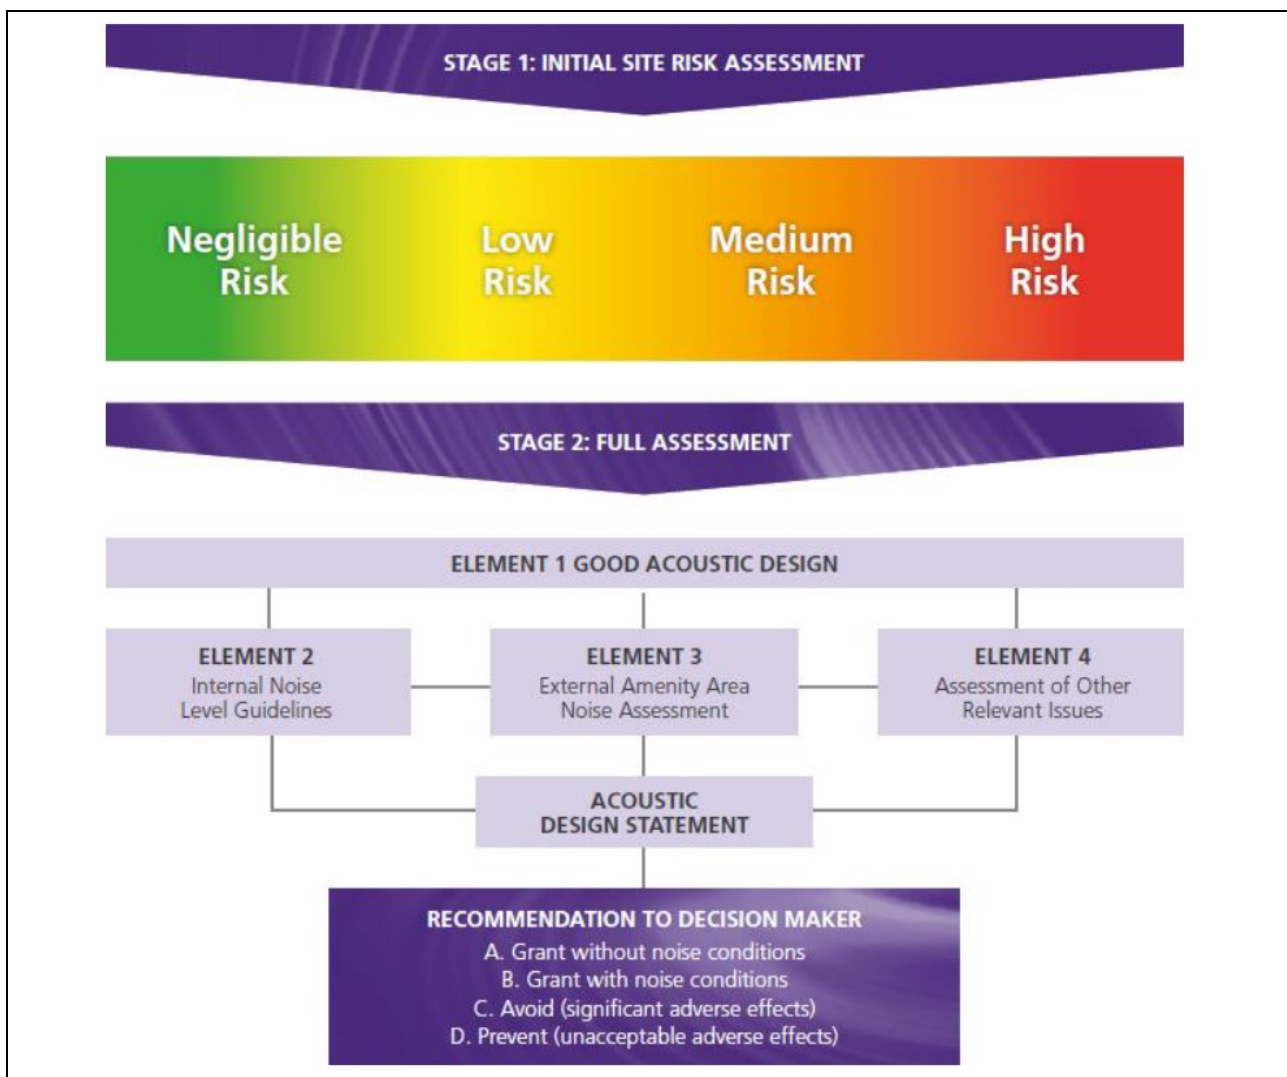 STAGE 1: INITIAL SITE RISK ASSESSMENT
Negligible
Risk
Low
Risk
Medium
Risk
High
Risk
STAGE 2: FULL ASSESSMENT
ELEMENT 1 GOOD ACOUSTIC DESIGN
ELEMENT 2
Internal Noise
Level Guidelines
ELEMENT 3
External Amenity Area
Noise Assessment
ELEMENT 4
Assessment of Other
Relevant Issues
ACOUSTIC
DESIGN STATEMENT
RECOMMENDATION TO DECISION MAKER
A. Grant without noise conditions
B. Grant with noise conditions
C. Avoid (significant adverse effects)
D. Prevent (unacceptable adverse effects)